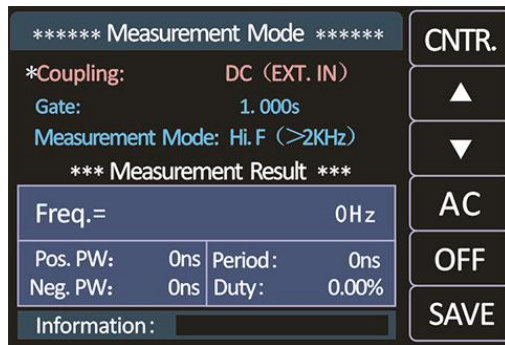 ****** Measurement Mode ******
*Coupling: DC (EXT. IN)
Gate: 1.000s
Measurement Mode: Hi.F (>2KHz)
*** Measurement Result ***
Freq.= 0Hz
Pos. PW: 0ns Period: 0ns
Neg. PW: 0ns Duty: 0.00%
Information:
CNTR.
▲
▼
AC
OFF
SAVE